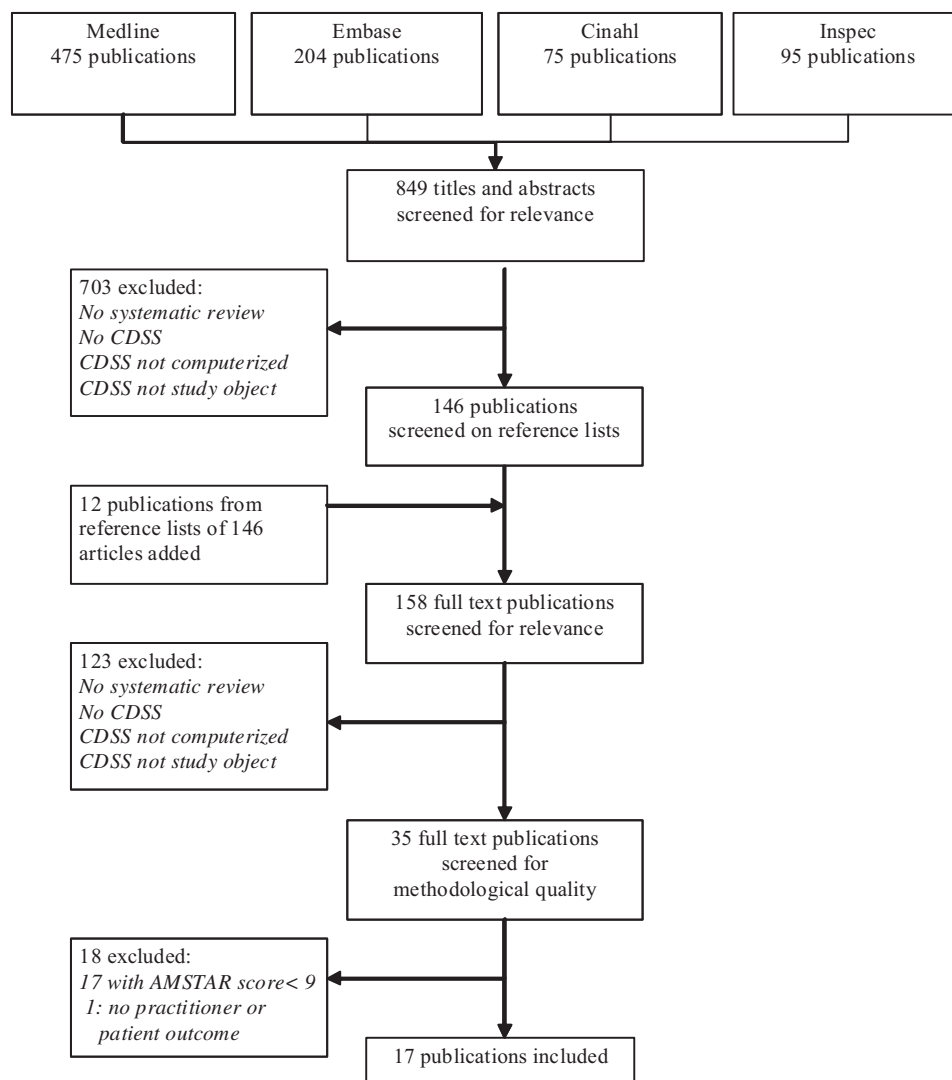 Medline
475 publications
Embase
204 publications
Cinahl
75 publications
Inspec
95 publications
849 titles and abstracts
screened for relevance
703 excluded:
No systematic review
No CDSS
CDSS not computerized
CDSS not study object
146 publications
screened on reference lists
12 publications from
reference lists of 146
articles added
158 full text publications
screened for relevance
123 excluded:
No systematic review
No CDSS
CDSS not computerized
CDSS not study object
35 full text publications
screened for
methodological quality
18 excluded:
17 with AMSTAR score< 9
1: no practitioner or
patient outcome
17 publications included